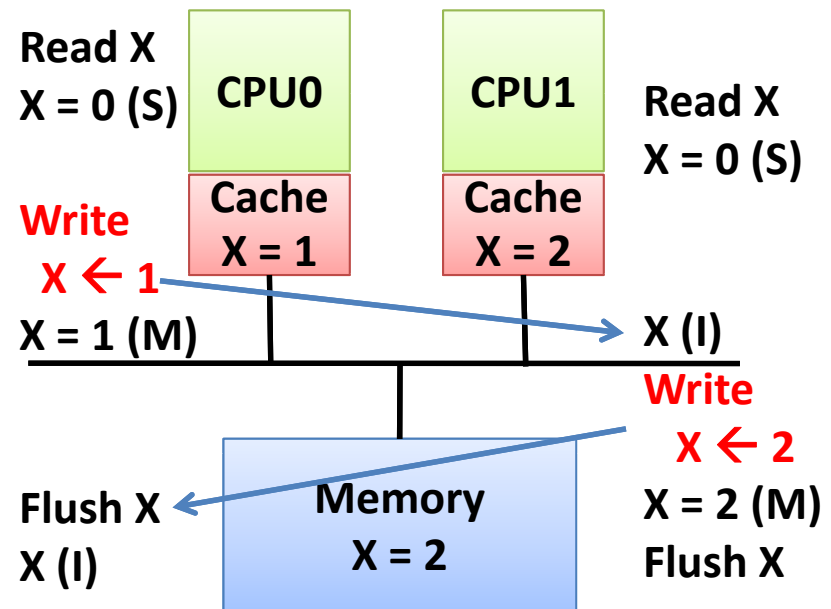 Read X
X = 0 (S)
Write
X ← 1
X = 1 (M)
Flush X
X (I)
CPU0
Cache
X = 1
CPU1
Cache
X = 2
Memory
X = 2
Read X
X = 0 (S)
X (I)
Write
X ← 2
X = 2 (M)
Flush X